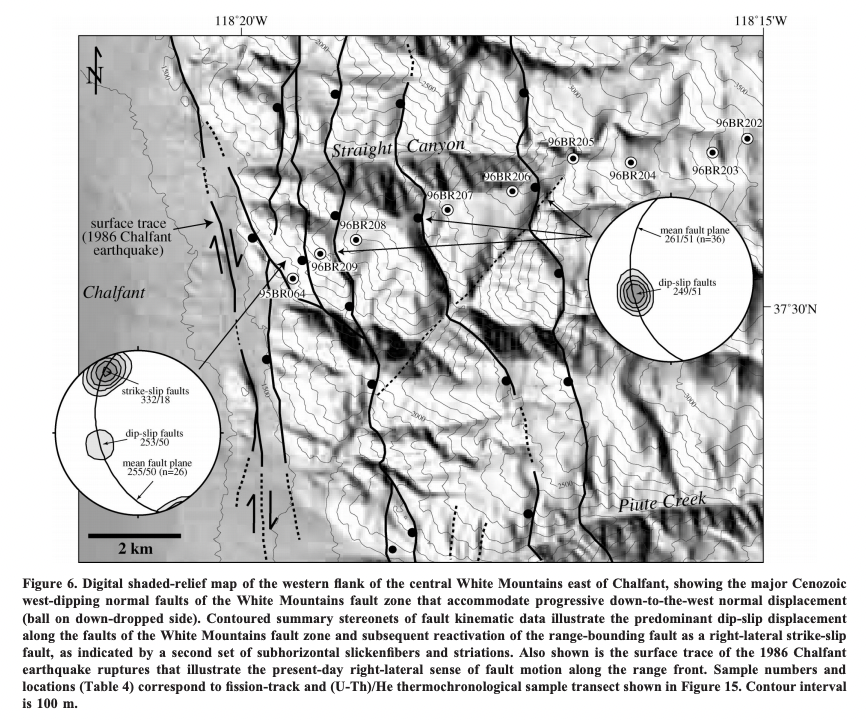 118°20'W
118°15'W
N
1500
2000
2500
3000
3500
96BR202
96BR205
Straight Canyon
96BR204
96BR203
96BR206
96BR207
surface trace
(1986 Chalfant
earthquake)
96BR208
mean fault plane
261/51 (n=36)
96BR209
dip-slip faults
249/51
Chalfant
95BR064
37°30'N
strike-slip faults
332/18
1500
3000
2000
dip-slip faults
253/50
mean fault plane
255/50 (n=26)
2500
Piute Creek
2 km
Figure 6. Digital shaded-relief map of the western flank of the central White Mountains east of Chalfant, showing the major Cenozoic
west-dipping normal faults of the White Mountains fault zone that accommodate progressive down-to-the-west normal displacement
(ball on down-dropped side). Contoured summary stereonets of fault kinematic data illustrate the predominant dip-slip displacement
along the faults of the White Mountains fault zone and subsequent reactivation of the range-bounding fault as a right-lateral strike-slip
fault, as indicated by a second set of subhorizontal slickenfibers and striations. Also shown is the surface trace of the 1986 Chalfant
earthquake ruptures that illustrate the present-day right-lateral sense of fault motion along the range front. Sample numbers and
locations (Table 4) correspond to fission-track and (U-Th)/He thermochronological sample transect shown in Figure 15. Contour interval
is 100 m.